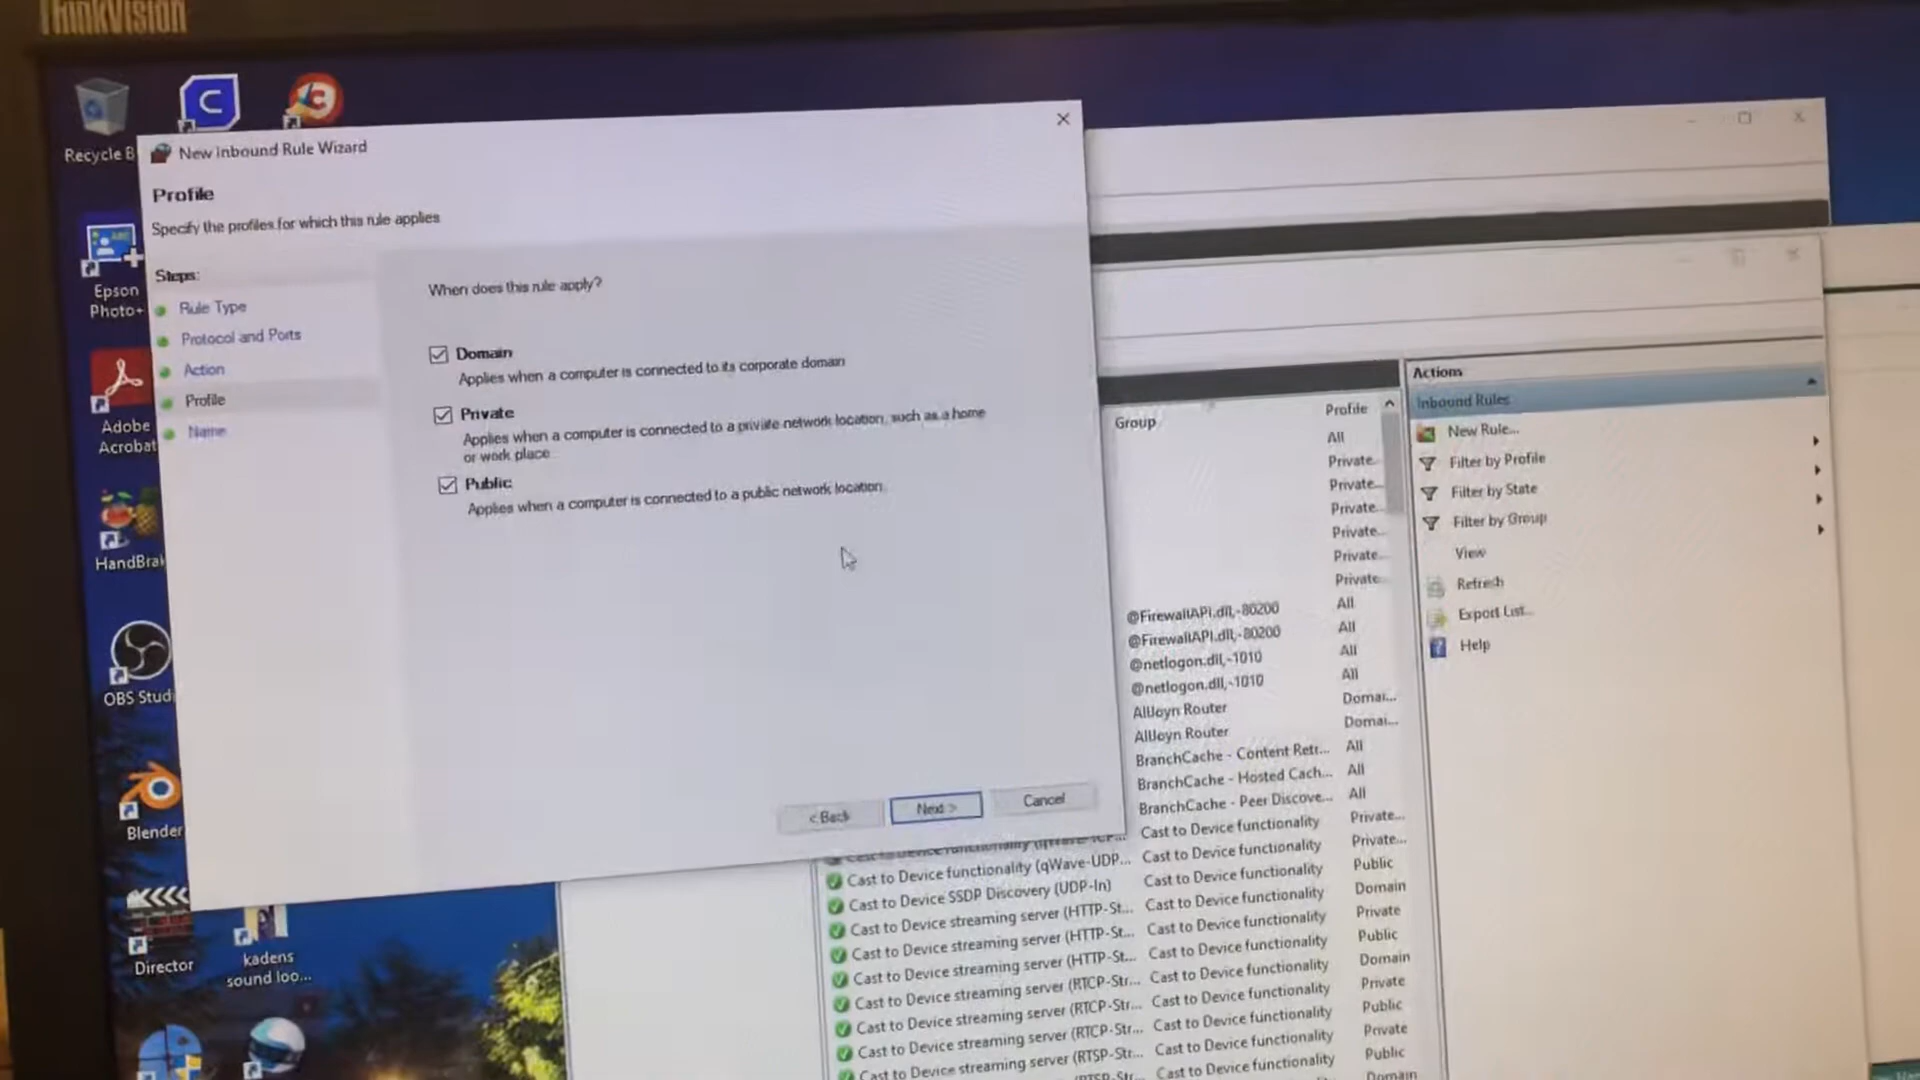 ThinkVision
Recycle B
New Inbound Rule Wizard
Profile
Specify the profiles for which this rule applies
Steps:
Rule Type
Protocol and Ports
Action
Profile
Name
When does this rule apply?
Domain
Applies when a computer is connected to its corporate domain
Private
Applies when a computer is connected to a private network location, such as a home
or work place
Public
Applies when a computer is connected to a public network location
< Back
Next >
Cancel
Epson
Photo+
Adobe
Acrobat
HandBrak
OBS Studi
Blender
Director
kadens
sound loo...
Group
Profile
All
Private...
Private...
Private...
Private...
Private...
Private...
@FirewallAPI.dll,-80200 All
@FirewallAPI.dll,-80200 All
@netlogon.dll,-1010 All
@netlogon.dll,-1010 All
AllJoyn Router Domai...
AllJoyn Router Domai...
BranchCache - Content Retr... All
BranchCache - Hosted Cach... All
BranchCache - Peer Discove... All
Cast to Device functionality Private...
Cast to Device functionality (qWave-UDP... Cast to Device functionality Private...
Cast to Device SSDP Discovery (UDP-In) Cast to Device functionality Public
Cast to Device streaming server (HTTP-St... Cast to Device functionality Domain
Cast to Device streaming server (HTTP-St... Cast to Device functionality Private
Cast to Device streaming server (HTTP-St... Cast to Device functionality Public
Cast to Device streaming server (RTCP-Str... Cast to Device functionality Domain
Cast to Device streaming server (RTCP-Str... Cast to Device functionality Private
Cast to Device streaming server (RTCP-Str... Cast to Device functionality Public
Cast to Device streaming server (RTSP-Str... Cast to Device functionality Private
Cast to Device functionality Public
Domain
Actions
Inbound Rules
New Rule...
Filter by Profile
Filter by State
Filter by Group
View
Refresh
Export List...
Help